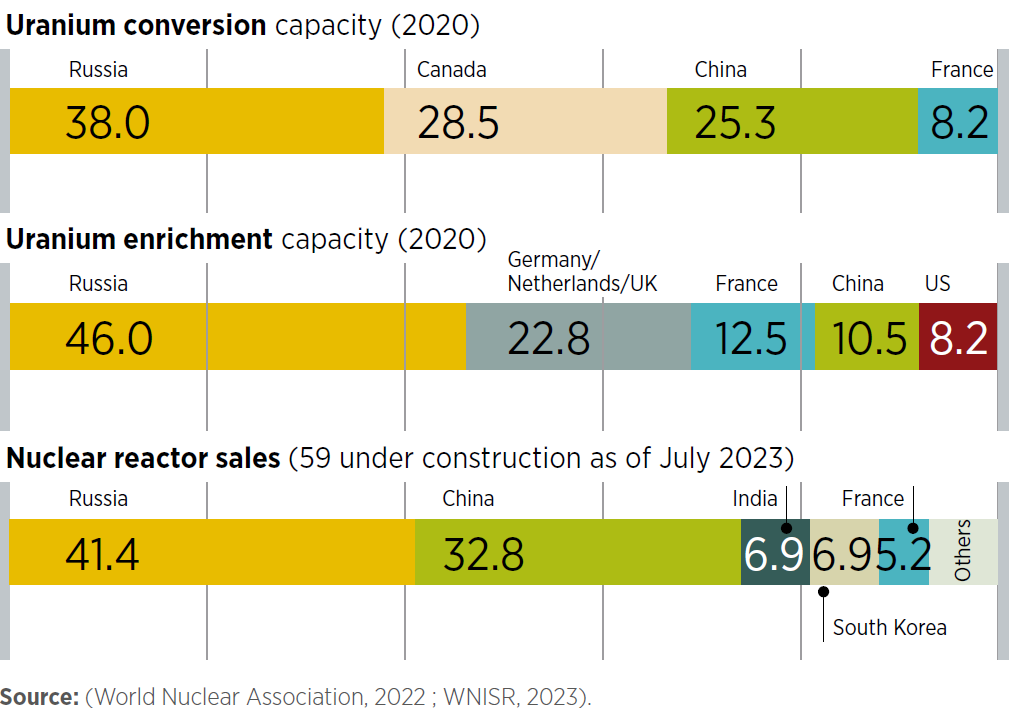 Uranium conversion capacity (2020)
Russia Canada China France
38.0 28.5 25.3 8.2
Uranium enrichment capacity (2020)
Germany/
Russia Netherlands/UK France China US
46.0 22.8 12.5 10.5 8.2
Nuclear reactor sales (59 under construction as of July 2023)
Russia China India France
41.4 32.8 6.9 6.9 5.2 Others
South Korea
Source: (World Nuclear Association, 2022 ; WNISR, 2023).